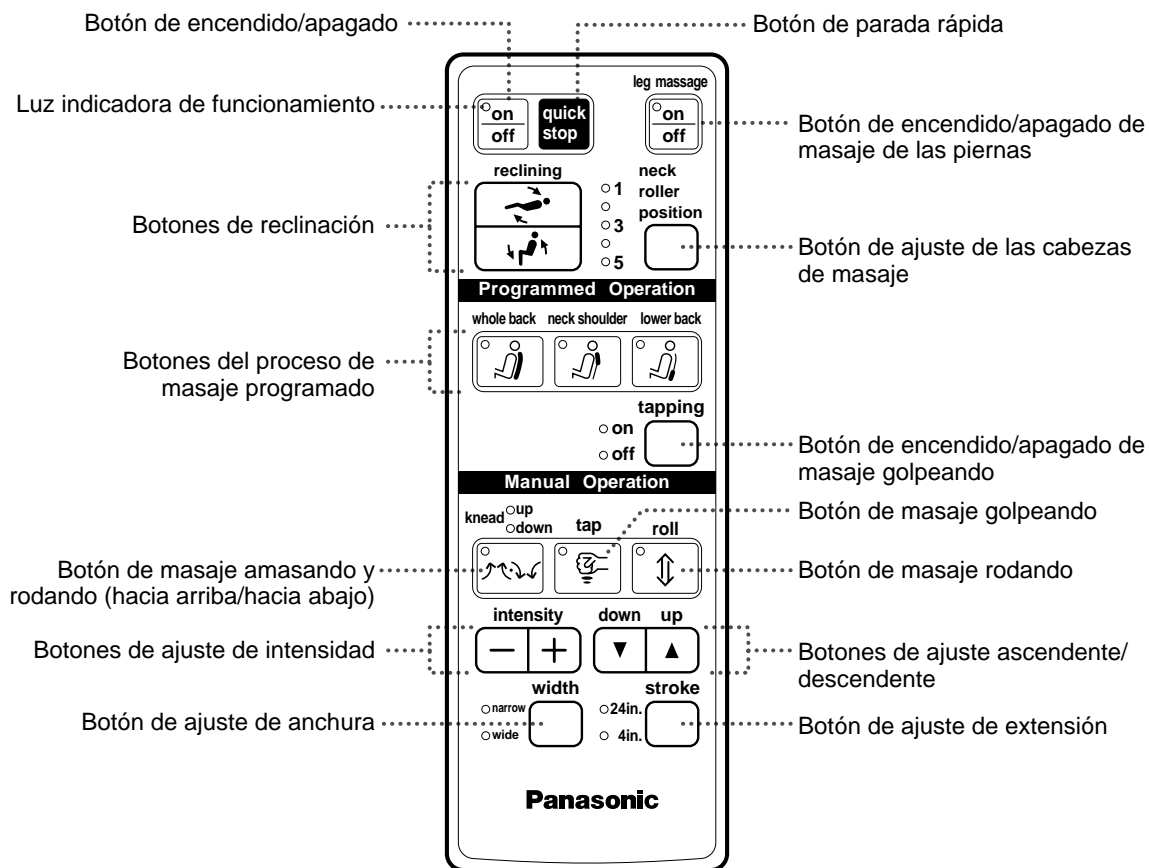 Botón de encendido/apagado
Botón de parada rápida
Luz indicadora de funcionamiento
leg massage
on
off
quick
stop
on
off
Botón de encendido/apagado de
masaje de las piernas
reclining
neck
roller
position
1
3
5
Botones de reclinación
Botón de ajuste de las cabezas
de masaje
Programmed Operation
whole back
neck shoulder
lower back
Botones del proceso de
masaje programado
tapping
on
off
Botón de encendido/apagado de
masaje golpeando
Manual Operation
knead
up
down
tap
roll
Botón de masaje golpeando
Botón de masaje amasando y
rodando (hacia arriba/hacia abajo)
Botón de masaje rodando
intensity
down
up
Botones de ajuste de intensidad
Botones de ajuste ascendente/
descendente
width
narrow
wide
stroke
24in.
4in.
Botón de ajuste de anchura
Botón de ajuste de extensión
Panasonic